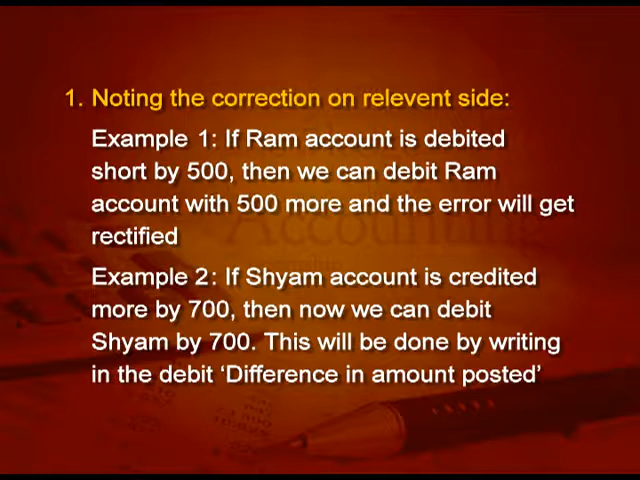 1. Noting the correction on relevent side:
Example 1: If Ram account is debited
short by 500, then we can debit Ram
account with 500 more and the error will get
rectified
Accounting
Example 2: If Shyam account is credited
more by 700, then now we can debit
Shyam by 700. This will be done by writing
in the debit ‘Difference in amount posted’